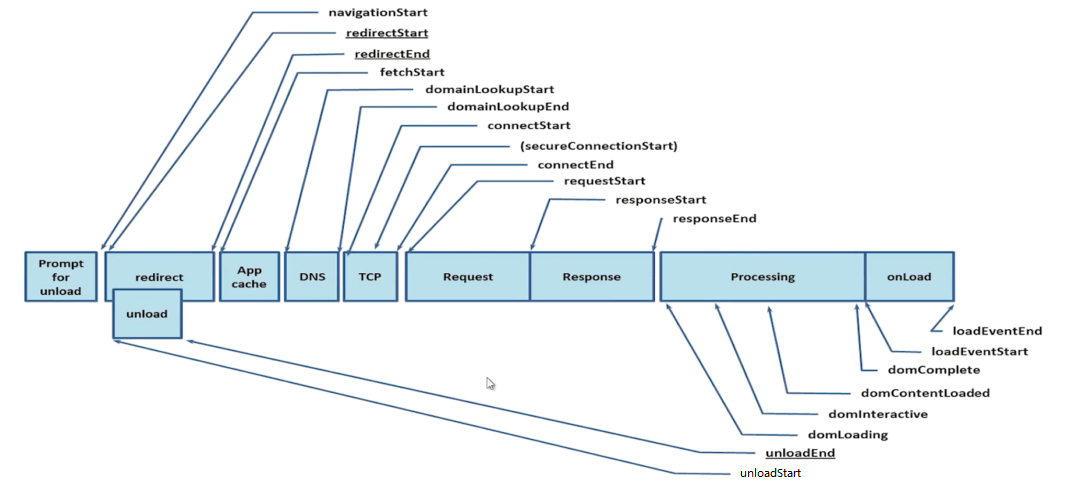 navigationStart
redirectStart
redirectEnd
fetchStart
domainLookupStart
domainLookupEnd
connectStart
(secureConnectionStart)
connectEnd
requestStart
responseStart
responseEnd
Prompt
for
unload
redirect
unload
App
cache
DNS
TCP
Request
Response
Processing
onLoad
loadEventEnd
loadEventStart
domComplete
domContentLoaded
domInteractive
domLoading
unloadEnd
unloadStart